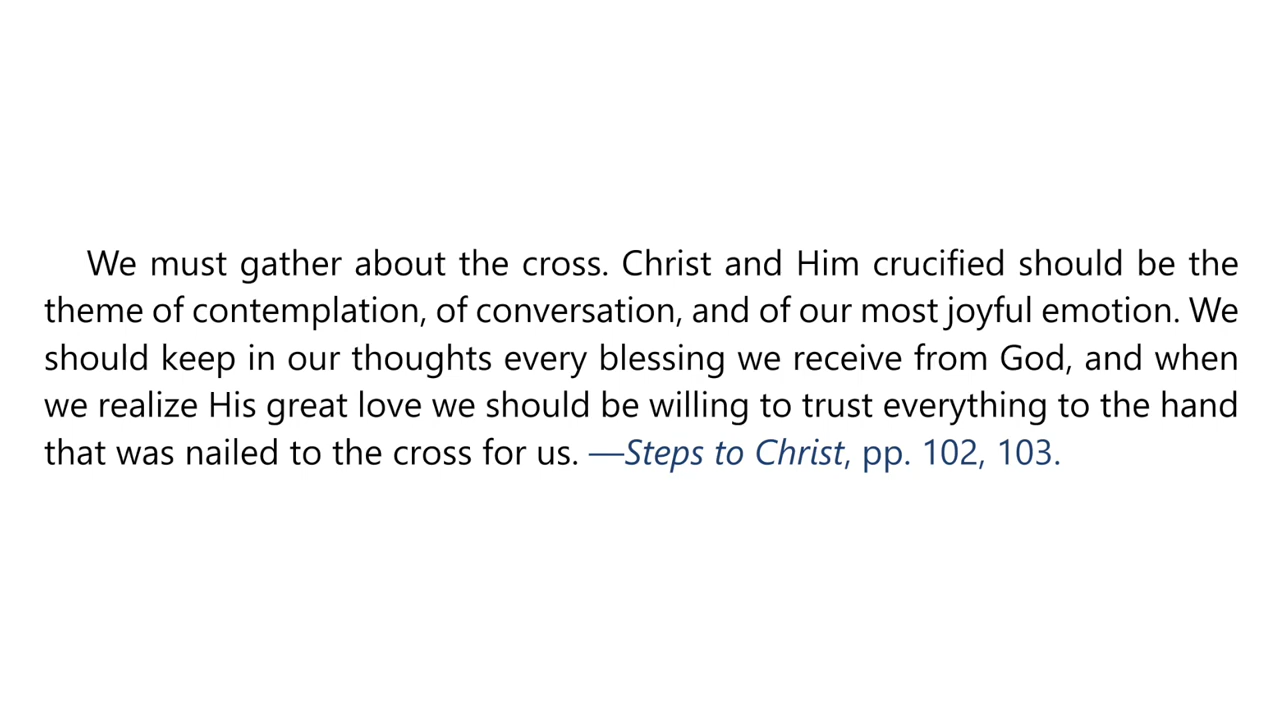 We must gather about the cross. Christ and Him crucified should be the
theme of contemplation, of conversation, and of our most joyful emotion. We
should keep in our thoughts every blessing we receive from God, and when
we realize His great love we should be willing to trust everything to the hand
that was nailed to the cross for us. —Steps to Christ, pp. 102, 103.